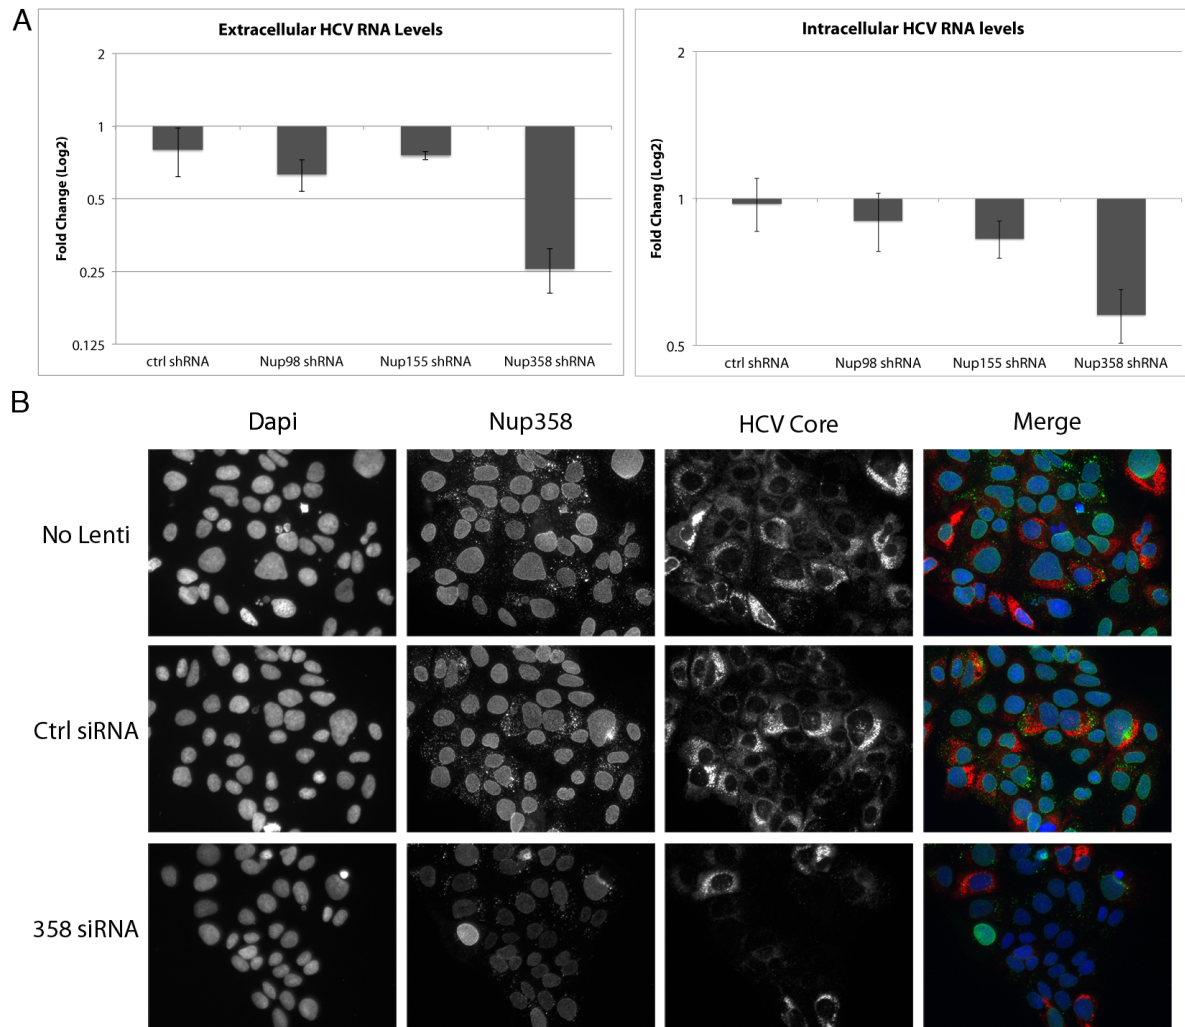 A
Extracellular HCV RNA Levels
Fold Change (Log2)
2
1
0.5
0.25
0.125
ctrl shRNA
Nup98 shRNA
Nup155 shRNA
Nup358 shRNA
Intracellular HCV RNA levels
Fold Chang (Log2)
2
1
0.5
ctrl shRNA
Nup98 shRNA
Nup155 shRNA
Nup358 shRNA
B
Dapi
Nup358
HCV Core
Merge
No Lenti
Ctrl siRNA
358 siRNA